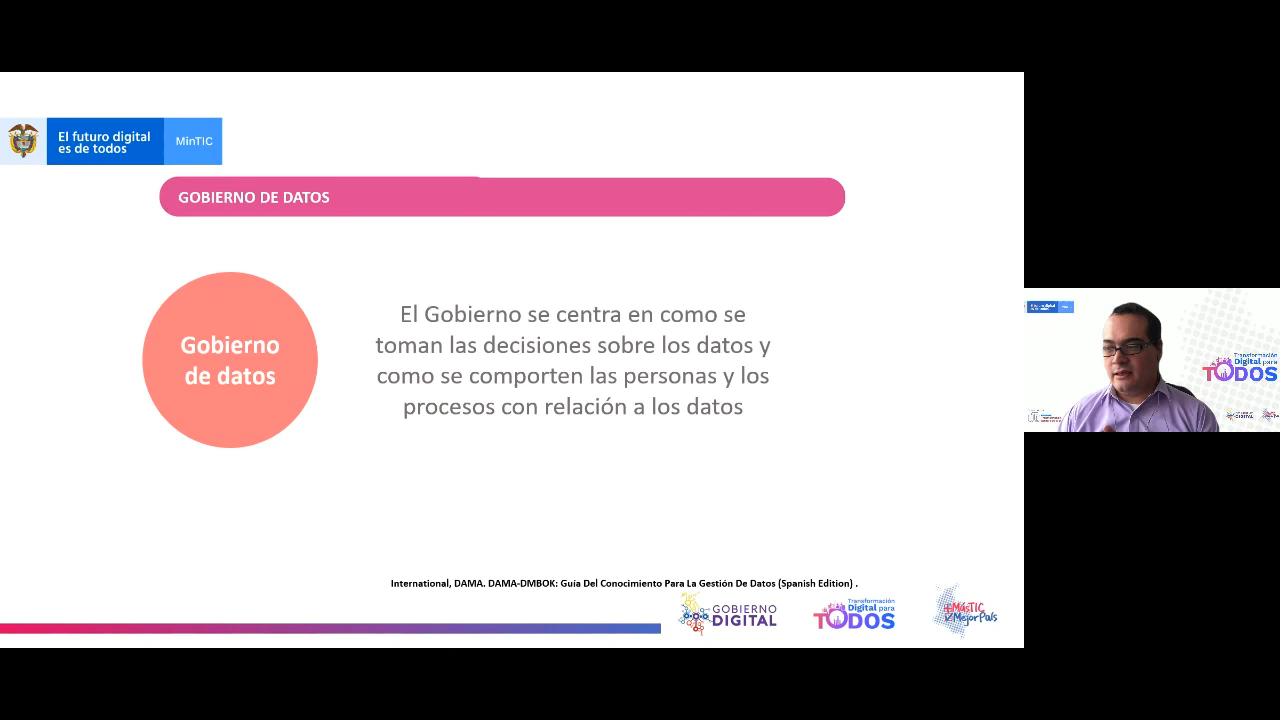 El futuro digital
es de todos
MinTIC
GOBIERNO DE DATOS
Gobierno
de datos
El Gobierno se centra en como se
toman las decisiones sobre los datos y
como se comporten las personas y los
procesos con relación a los datos
International, DAMA. DAMA-DMBOK: Guía Del Conocimiento Para La Gestión De Datos (Spanish Edition) .
GOBIERNO
DIGITAL
Transformación
Digital para
TODOS
+MásTIC
MejorPaís
Transformación
Digital para
TODOS
DIGITAL